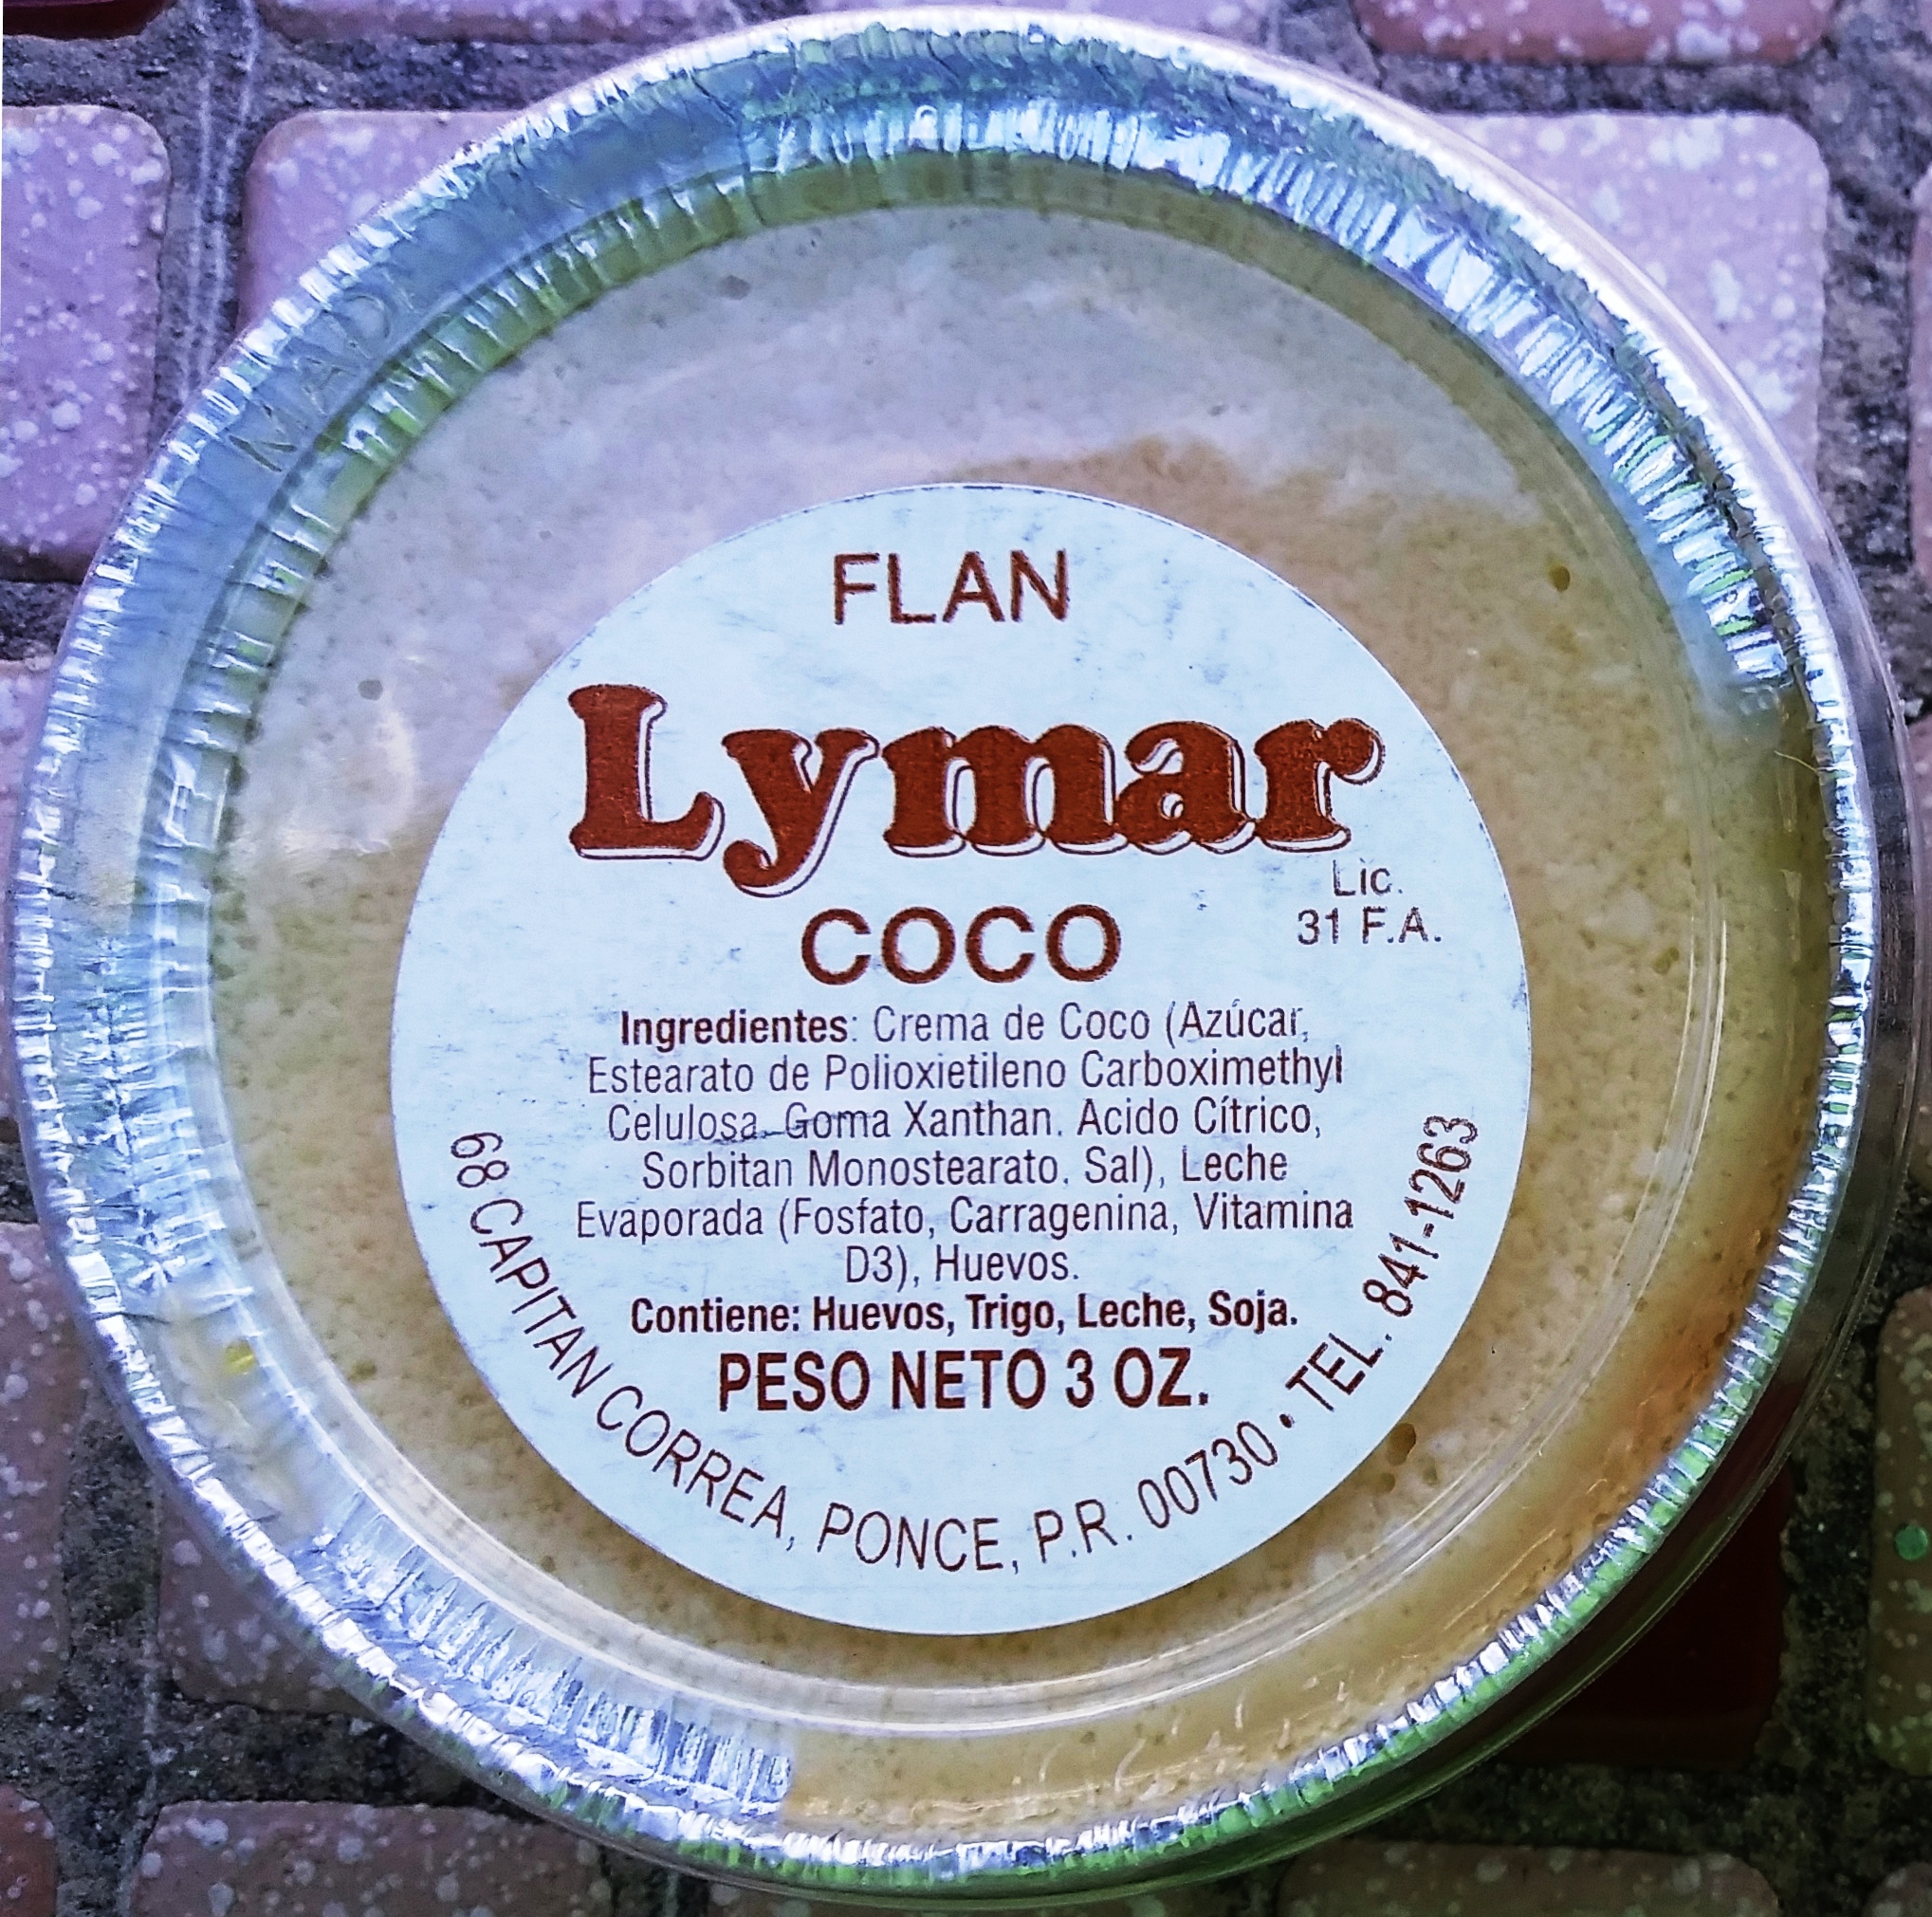 FLAN
Lymar
Lic.
31 F.A.
COCO
Ingredientes: Crema de Coco (Azúcar,
Estearato de Polioxietileno Carboximethyl
Celulosa. Goma Xanthan. Acido Cítrico,
Sorbitan Monostearato. Sal), Leche
Evaporada (Fosfato, Carragenina, Vitamina
D3), Huevos.
Contiene: Huevos, Trigo, Leche, Soja.
PESO NETO 3 OZ.
68 CAPITAN CORREA, PONCE, P.R. 00730 • TEL. 841-1263